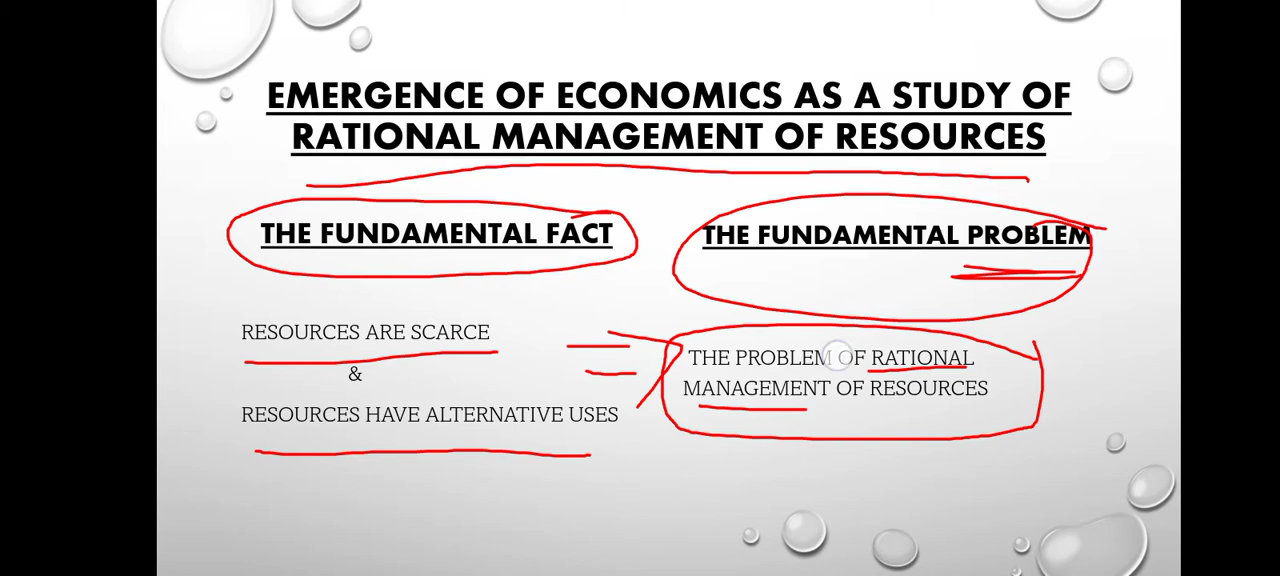 EMERGENCE OF ECONOMICS AS A STUDY OF
RATIONAL MANAGEMENT OF RESOURCES
THE FUNDAMENTAL FACT
RESOURCES ARE SCARCE
&
RESOURCES HAVE ALTERNATIVE USES
THE FUNDAMENTAL PROBLEM
THE PROBLEM OF RATIONAL
MANAGEMENT OF RESOURCES